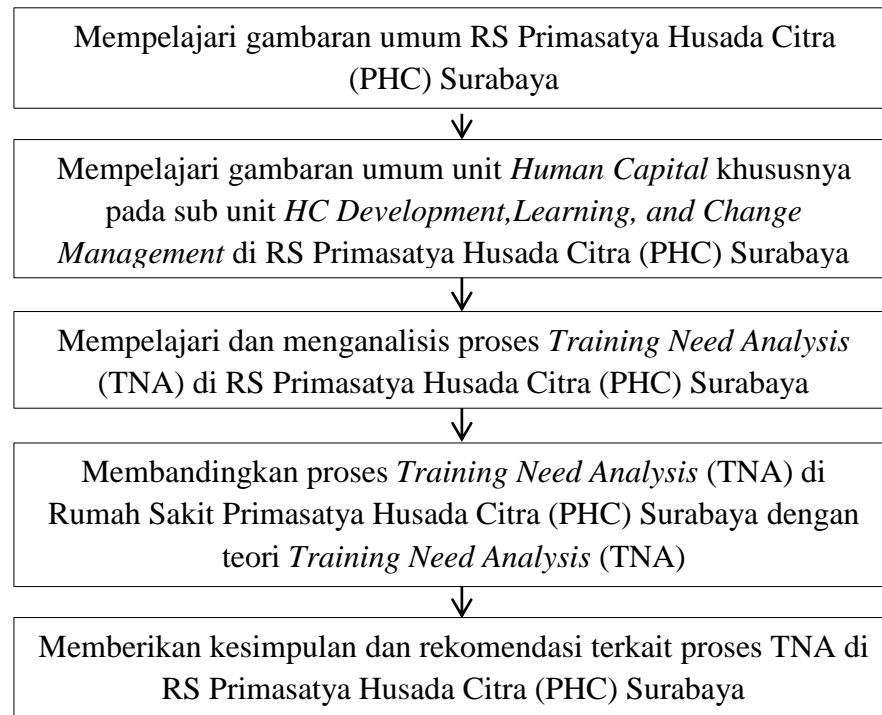 Mempelajari gambaran umum RS Primasatya Husada Citra
(PHC) Surabaya
Mempelajari gambaran umum unit Human Capital khususnya
pada sub unit HC Development,Learning, and Change
Management di RS Primasatya Husada Citra (PHC) Surabaya
Mempelajari dan menganalisis proses Training Need Analysis
(TNA) di RS Primasatya Husada Citra (PHC) Surabaya
Membandingkan proses Training Need Analysis (TNA) di
Rumah Sakit Primasatya Husada Citra (PHC) Surabaya dengan
teori Training Need Analysis (TNA)
Memberikan kesimpulan dan rekomendasi terkait proses TNA di
RS Primasatya Husada Citra (PHC) Surabaya